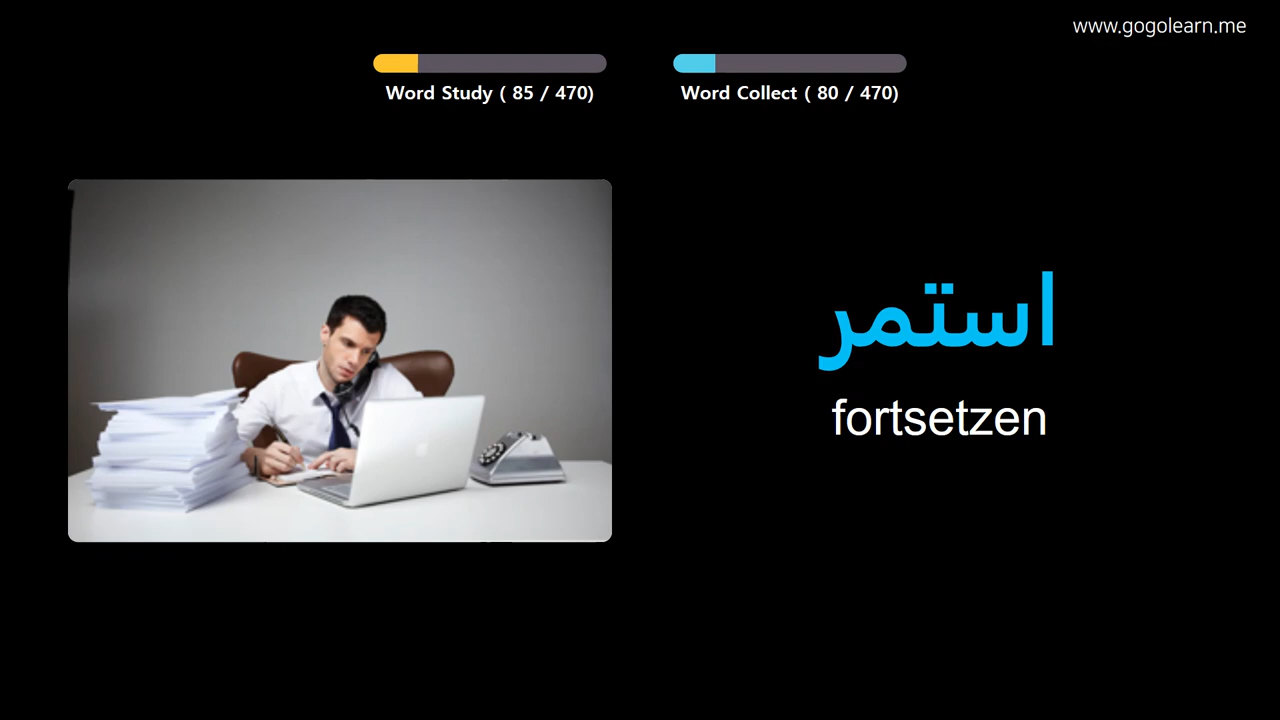 www.gogolearn.me
Word Study ( 85 / 470)
Word Collect ( 80 / 470)
استمر
fortsetzen